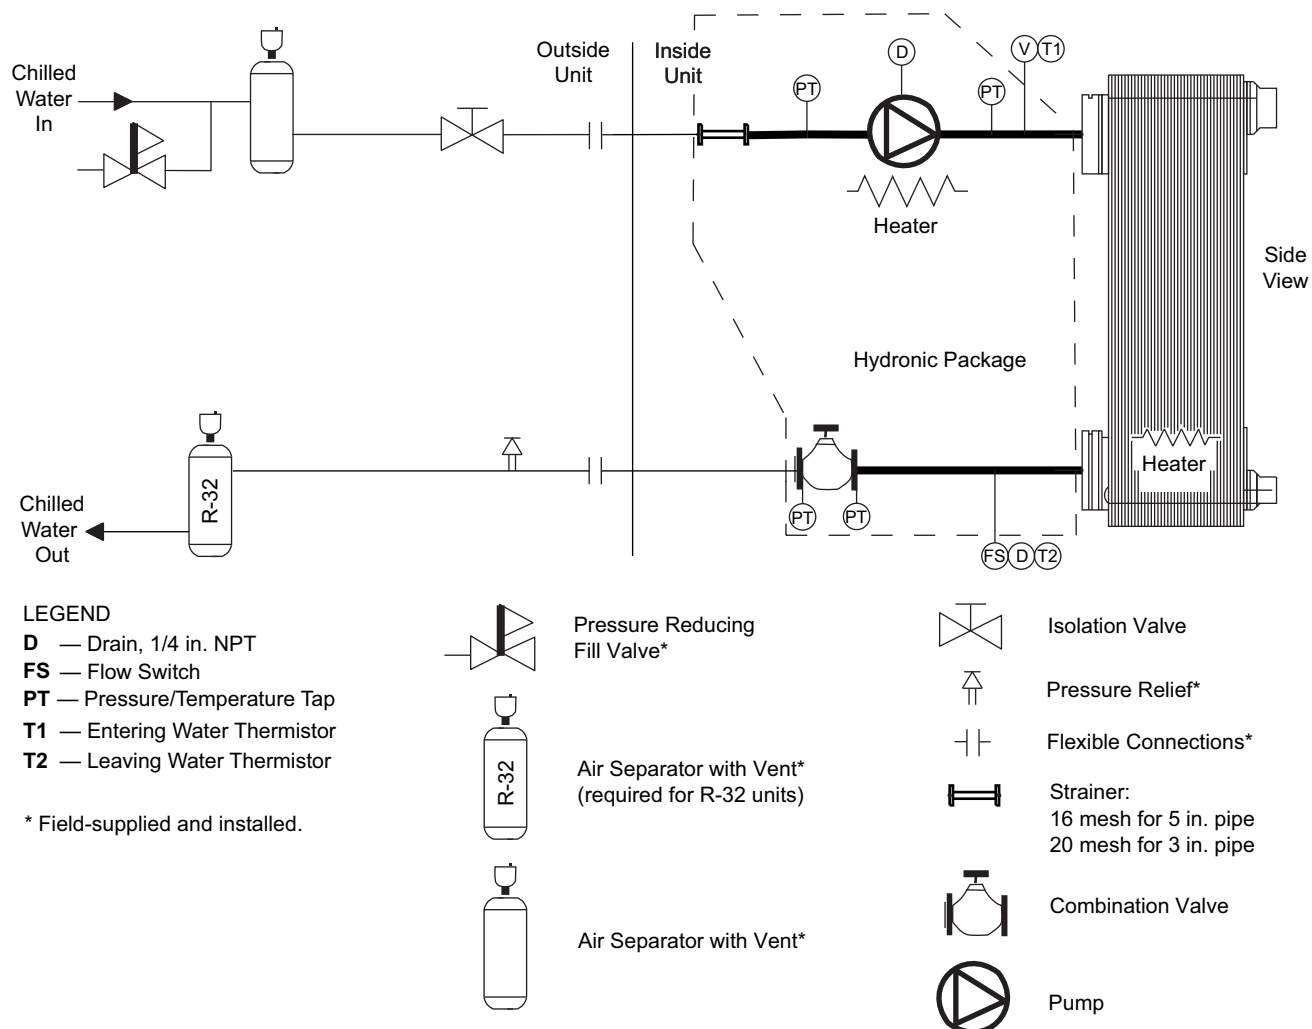 Chilled
Water
In
Outside
Unit
Inside
Unit
D
V
T1
PT
PT
Heater
Side
View
Hydronic Package
Heater
R-32
Chilled
Water
Out
PT
PT
FS
D
T2
LEGEND
D — Drain, 1/4 in. NPT
FS — Flow Switch
PT — Pressure/Temperature Tap
T1 — Entering Water Thermistor
T2 — Leaving Water Thermistor
* Field-supplied and installed.
Pressure Reducing
Fill Valve*
R-32
Air Separator with Vent*
(required for R-32 units)
Air Separator with Vent*
Isolation Valve
Pressure Relief*
Flexible Connections*
Strainer:
16 mesh for 5 in. pipe
20 mesh for 3 in. pipe
Combination Valve
Pump